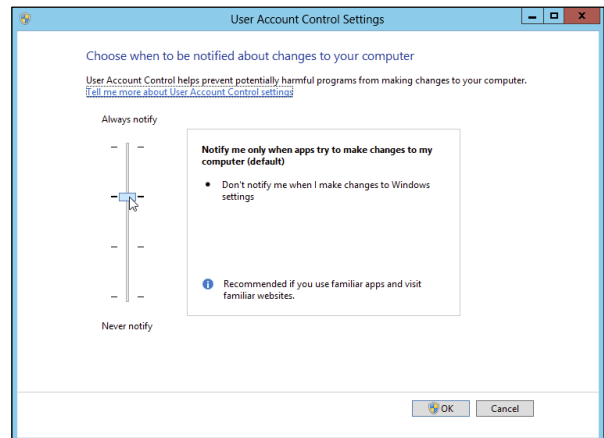 User Account Control Settings
Choose when to be notified about changes to your computer
User Account Control helps prevent potentially harmful programs from making changes to your computer.
Tell me more about User Account Control settings
Always notify
Notify me only when apps try to make changes to my
computer (default)
• Don't notify me when I make changes to Windows
settings
Recommended if you use familiar apps and visit
familiar websites.
Never notify
OK
Cancel